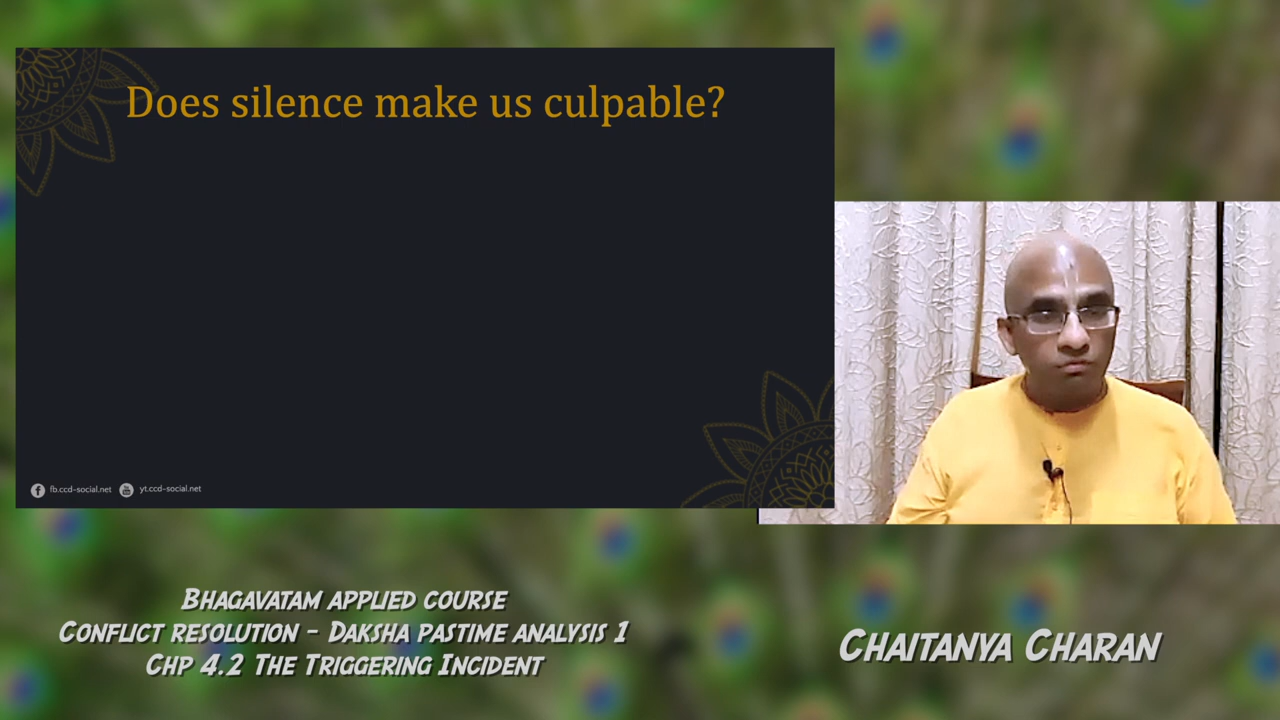 Does silence make us culpable?
fb.ccd-social.net yt.ccd-social.net
Bhagavatam applied course
Conflict resolution - Daksha pastime analysis 1
Chp 4.2 The Triggering Incident
Chaitanya Charan